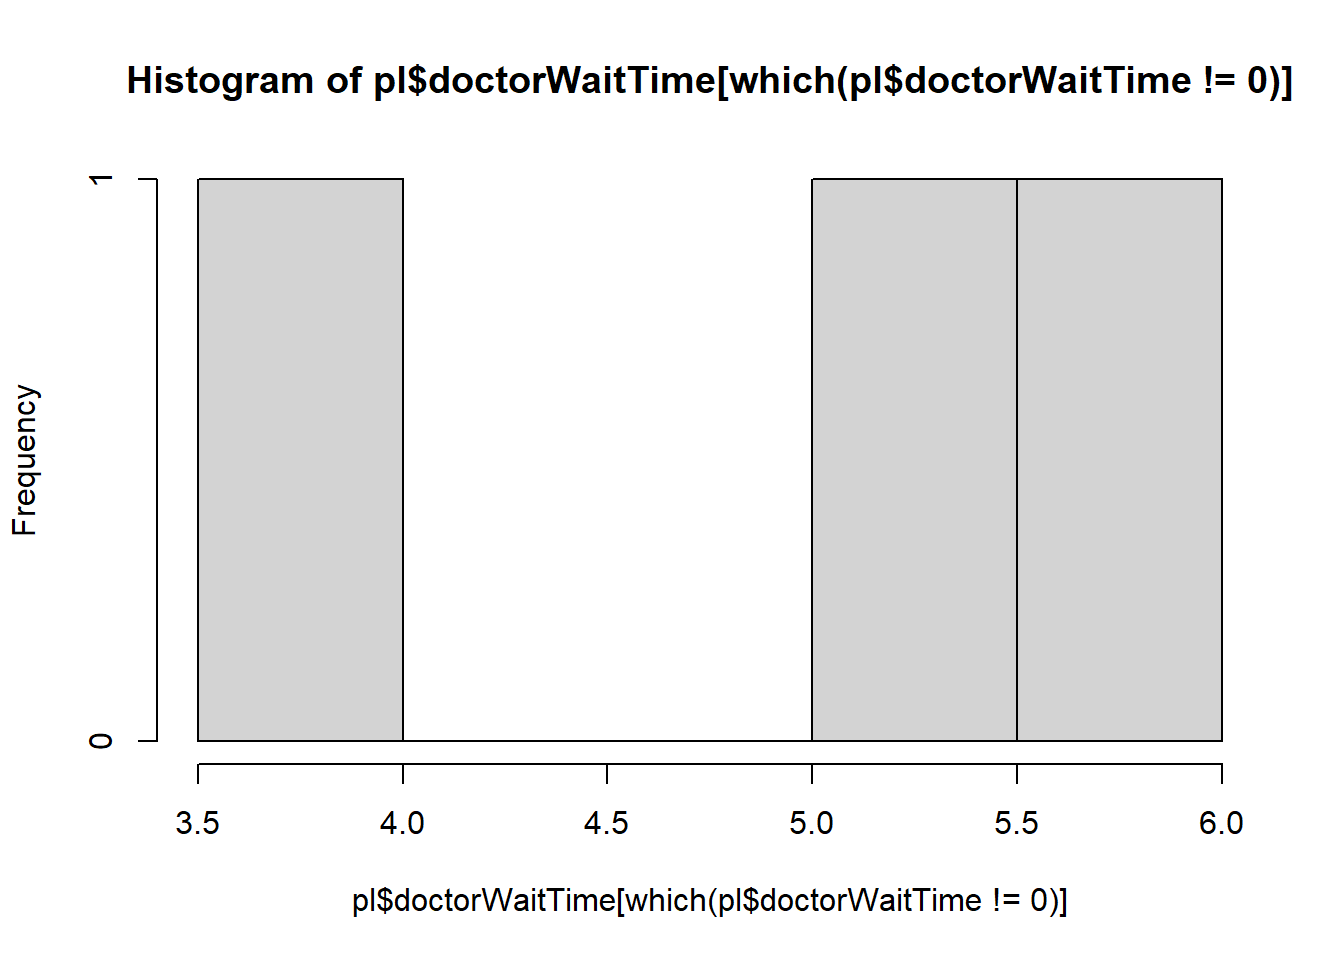 Histogram of pl$doctorWaitTime[which(pl$doctorWaitTime != 0)]
1
0
Frequency
3.5 4.0 4.5 5.0 5.5 6.0
pl$doctorWaitTime[which(pl$doctorWaitTime != 0)]